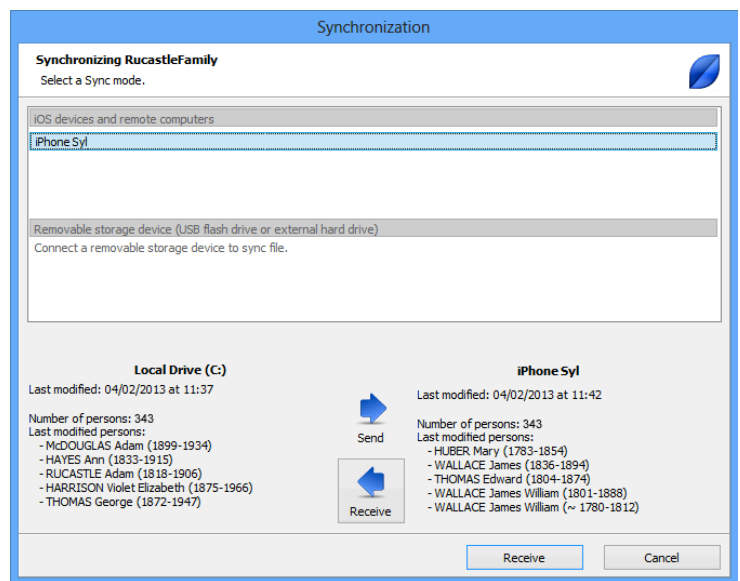 Synchronization
Synchronizing RucastleFamily
Select a Sync mode.
iOS devices and remote computers
iPhone Syl
Removable storage device (USB flash drive or external hard drive)
Connect a removable storage device to sync file.
Local Drive (C:)
Last modified: 04/02/2013 at 11:37
Number of persons: 343
Last modified persons:
- McDOUGLAS Adam (1899-1934)
- HAYES Ann (1833-1915)
- RUCASTLE Adam (1818-1906)
- HARRISON Violet Elizabeth (1875-1966)
- THOMAS George (1872-1947)
Send
Receive
iPhone Syl
Last modified: 04/02/2013 at 11:42
Number of persons: 343
Last modified persons:
- HUBER Mary (1783-1854)
- WALLACE James (1836-1894)
- THOMAS Edward (1804-1874)
- WALLACE James William (1801-1888)
- WALLACE James William (~ 1780-1812)
Receive
Cancel